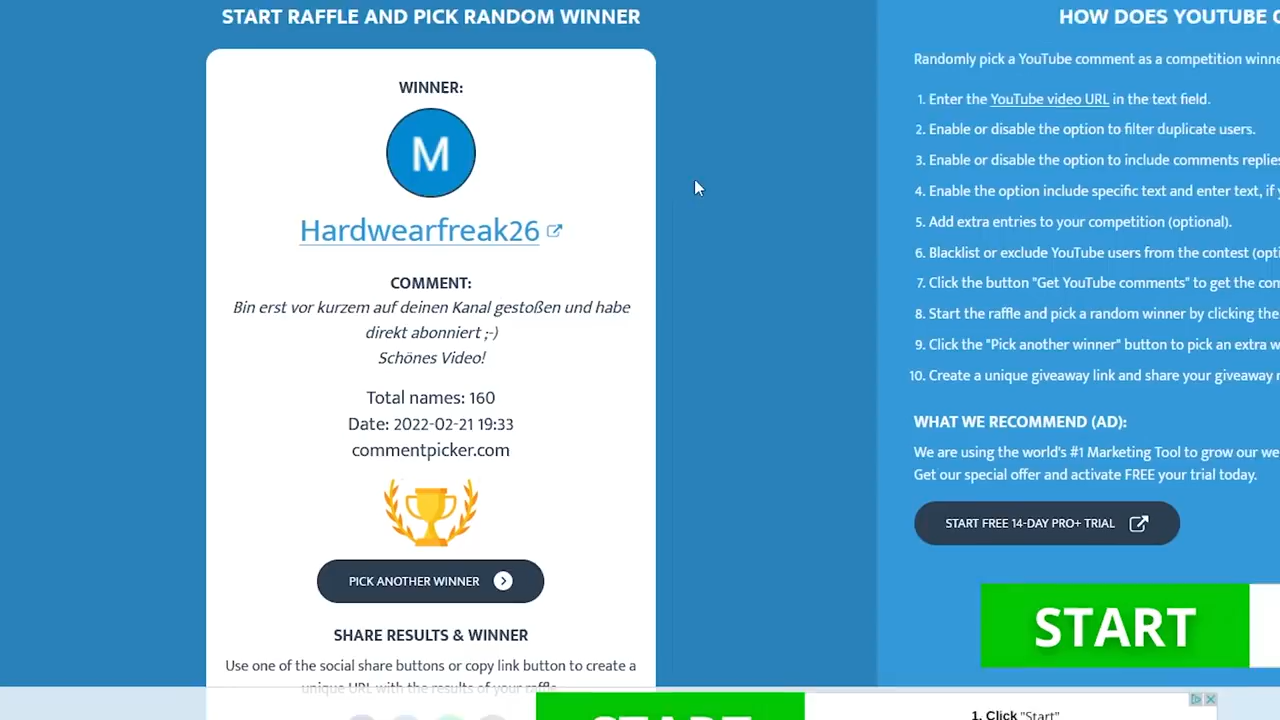 START RAFFLE AND PICK RANDOM WINNER
WINNER:
M
Hardwearfreak26
COMMENT:
Bin erst vor kurzem auf deinen Kanal gestoßen und habe
direkt abonniert ;-)
Schönes Video!
Total names: 160
Date: 2022-02-21 19:33
commentpicker.com
PICK ANOTHER WINNER
SHARE RESULTS & WINNER
Use one of the social share buttons or copy link button to create a
unique URL with the results of your raffle.
HOW DOES YOUTUBE
Randomly pick a YouTube comment as a competition winne
1. Enter the YouTube video URL in the text field.
2. Enable or disable the option to filter duplicate users.
3. Enable or disable the option to include comments replies
4. Enable the option include specific text and enter text, if
5. Add extra entries to your competition (optional).
6. Blacklist or exclude YouTube users from the contest (opti
7. Click the button "Get YouTube comments" to get the com
8. Start the raffle and pick a random winner by clicking the
9. Click the "Pick another winner" button to pick an extra w
10. Create a unique giveaway link and share your giveaway
WHAT WE RECOMMEND (AD):
We are using the world's #1 Marketing Tool to grow our we
Get our special offer and activate FREE your trial today.
START FREE 14-DAY PRO+ TRIAL
START
START
1. Click "Start"